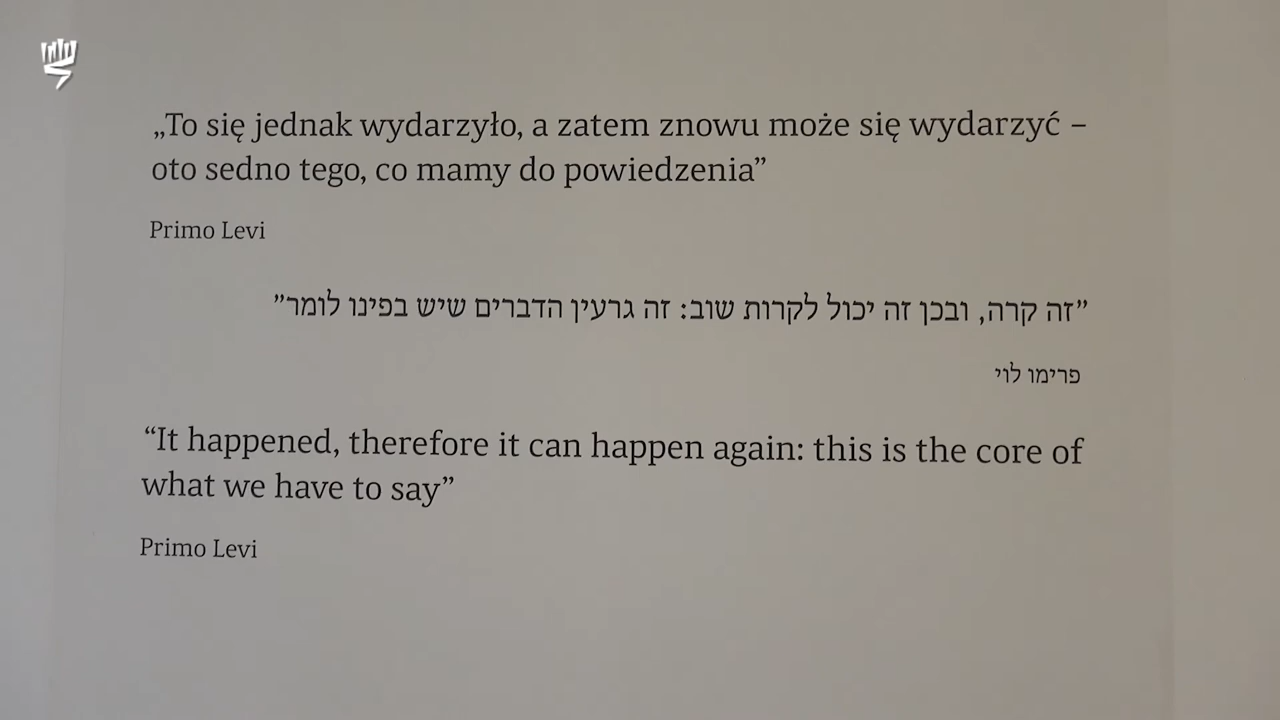 „To się jednak wydarzyło, a zatem znowu może się wydarzyć –
oto sedno tego, co mamy do powiedzenia”
Primo Levi
”זה קרה, ובכן זה יכול לקרות שוב: זה גרעין הדברים שיש בפינו לומר”
פרימו לוי
“It happened, therefore it can happen again: this is the core of
what we have to say”
Primo Levi